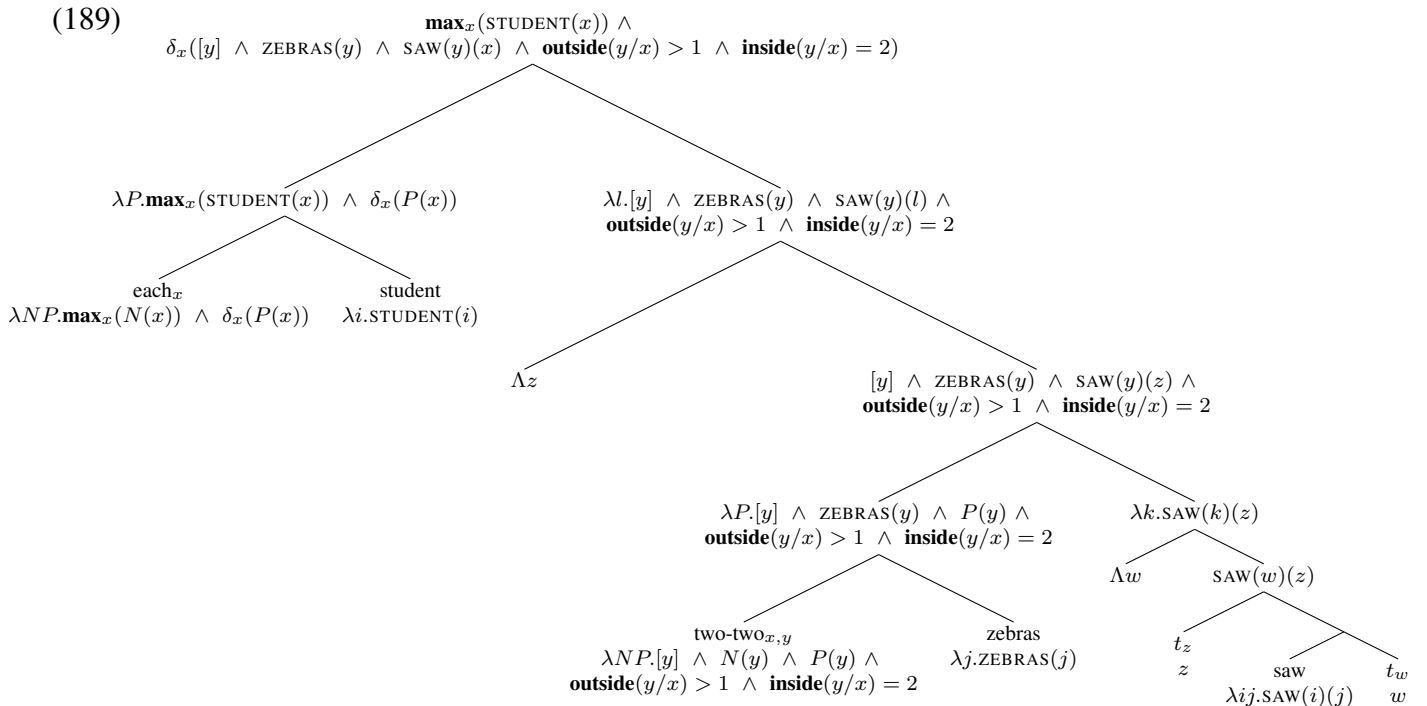 (189)
max_x(STUDENT(x)) ∧
δ_x([y] ∧ ZEBRAS(y) ∧ SAW(y)(x) ∧ outside(y/x) > 1 ∧ inside(y/x) = 2)
λP.max_x(STUDENT(x)) ∧ δ_x(P(x))
λl.[y] ∧ ZEBRAS(y) ∧ SAW(y)(l) ∧
outside(y/x) > 1 ∧ inside(y/x) = 2
each_x
λNP.max_x(N(x)) ∧ δ_x(P(x))
student
λi.STUDENT(i)
Λz
[y] ∧ ZEBRAS(y) ∧ SAW(y)(z) ∧
outside(y/x) > 1 ∧ inside(y/x) = 2
λP.[y] ∧ ZEBRAS(y) ∧ P(y) ∧
outside(y/x) > 1 ∧ inside(y/x) = 2
λk.SAW(k)(z)
Λw
SAW(w)(z)
two-two_{x,y}
λNP.[y] ∧ N(y) ∧ P(y) ∧
outside(y/x) > 1 ∧ inside(y/x) = 2
zebras
λj.ZEBRAS(j)
t_z
z
saw
λij.SAW(i)(j)
t_w
w